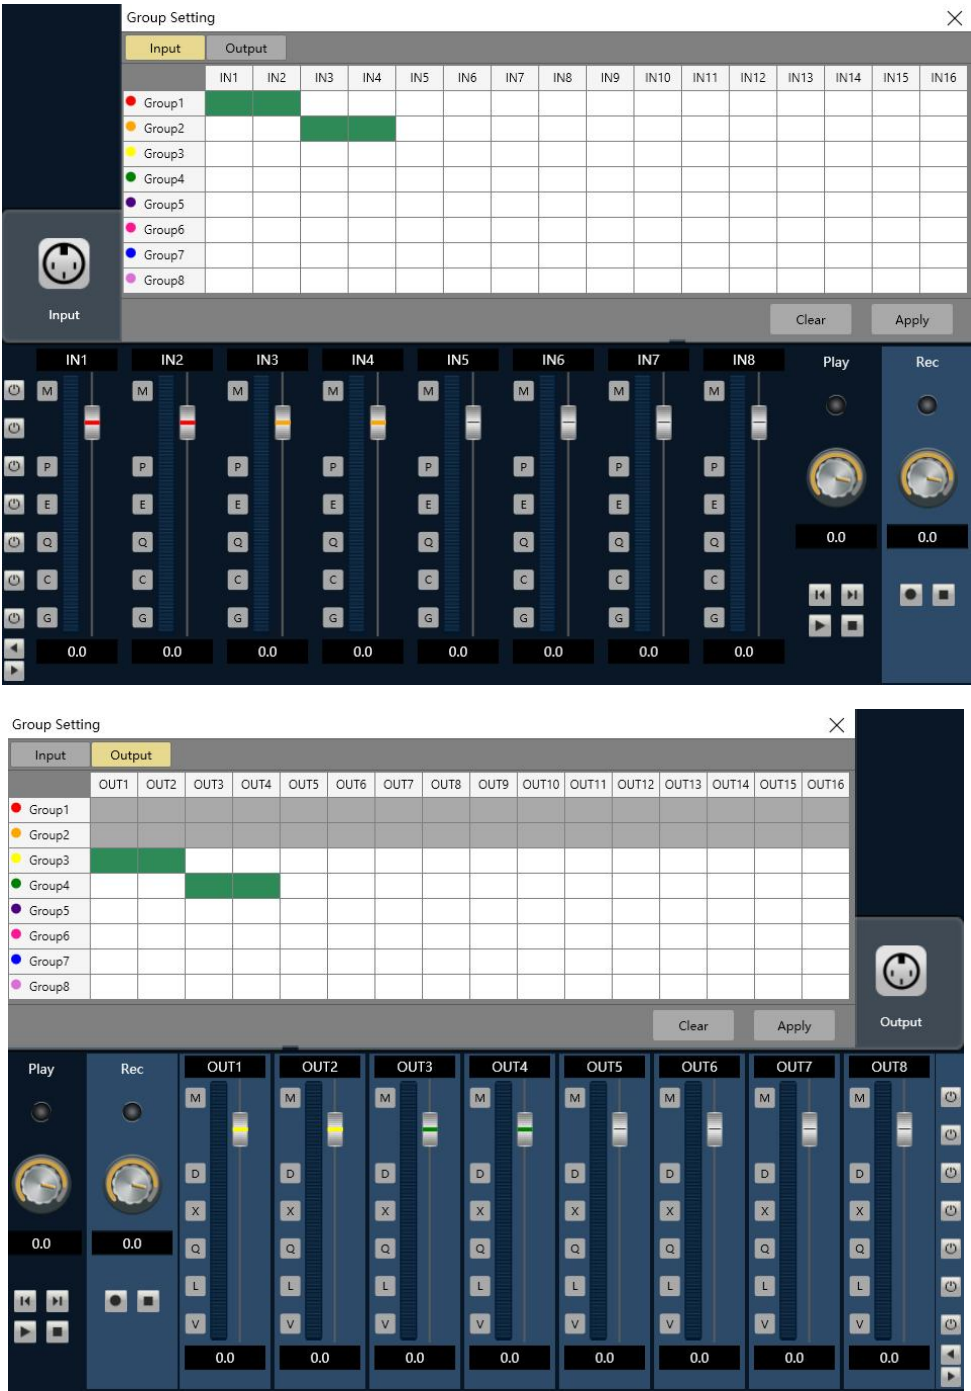 Group Setting
Input Output
IN1 IN2 IN3 IN4 IN5 IN6 IN7 IN8 IN9 IN10 IN11 IN12 IN13 IN14 IN15 IN16
Group1
Group2
Group3
Group4
Group5
Group6
Group7
Group8
Input
Clear Apply
IN1 IN2 IN3 IN4 IN5 IN6 IN7 IN8 Play Rec
M M M M M M M M
P P P P P P P P
E E E E E E E E
Q Q Q Q Q Q Q Q
0.0 0.0
C C C C C C C C
G G G G G G G G
0.0 0.0 0.0 0.0 0.0 0.0 0.0 0.0
Group Setting
Input Output
OUT1 OUT2 OUT3 OUT4 OUT5 OUT6 OUT7 OUT8 OUT9 OUT10 OUT11 OUT12 OUT13 OUT14 OUT15 OUT16
Group1
Group2
Group3
Group4
Group5
Group6
Group7
Group8
Clear Apply
Output
Play Rec OUT1 OUT2 OUT3 OUT4 OUT5 OUT6 OUT7 OUT8
M M M M M M M M
D D D D D D D D
X X X X X X X X
0.0 0.0
Q Q Q Q Q Q Q Q
L L L L L L L L
V V V V V V V V
0.0 0.0 0.0 0.0 0.0 0.0 0.0 0.0